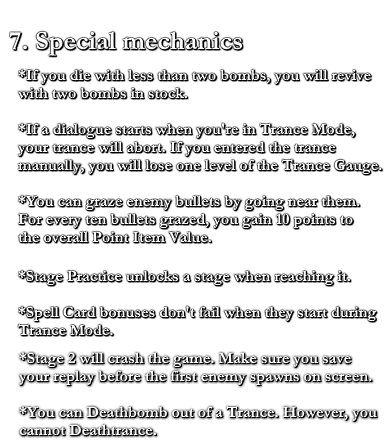 7. Special mechanics
*If you die with less than two bombs, you will revive
with two bombs in stock.
*If a dialogue starts when you're in Trance Mode,
your trance will abort. If you entered the trance
manually, you will lose one level of the Trance Gauge.
*You can graze enemy bullets by going near them.
For every ten bullets grazed, you gain 10 points to
the overall Point Item Value.
*Stage Practice unlocks a stage when reaching it.
*Spell Card bonuses don't fail when they start during
Trance Mode.
*Stage 2 will crash the game. Make sure you save
your replay before the first enemy spawns on screen.
*You can Deathbomb out of a Trance. However, you
cannot Deathtrance.